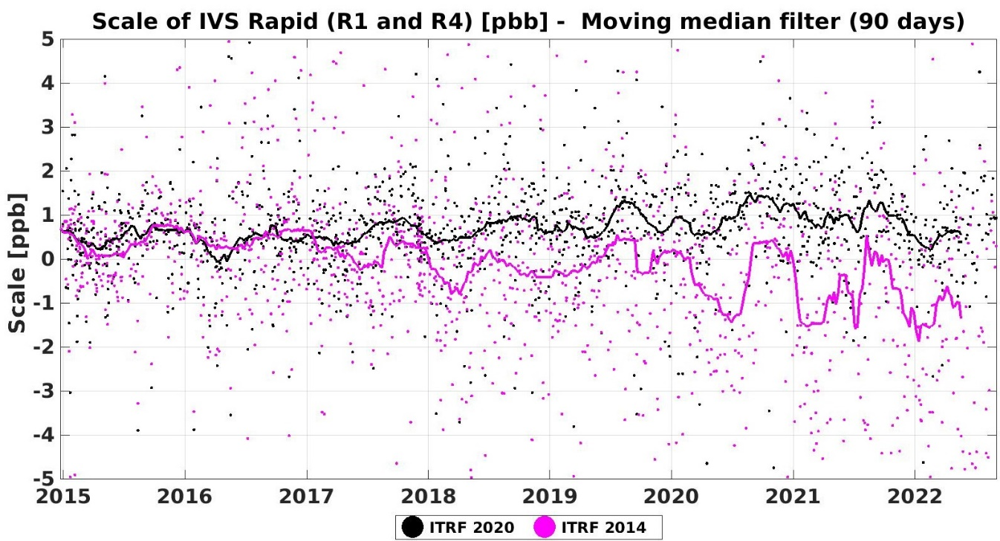 Scale of IVS Rapid (R1 and R4) [pbb] - Moving median filter (90 days)
Scale [ppb]
5
4
3
2
1
0
-1
-2
-3
-4
-5
2015 2016 2017 2018 2019 2020 2021 2022
ITRF 2020 ITRF 2014